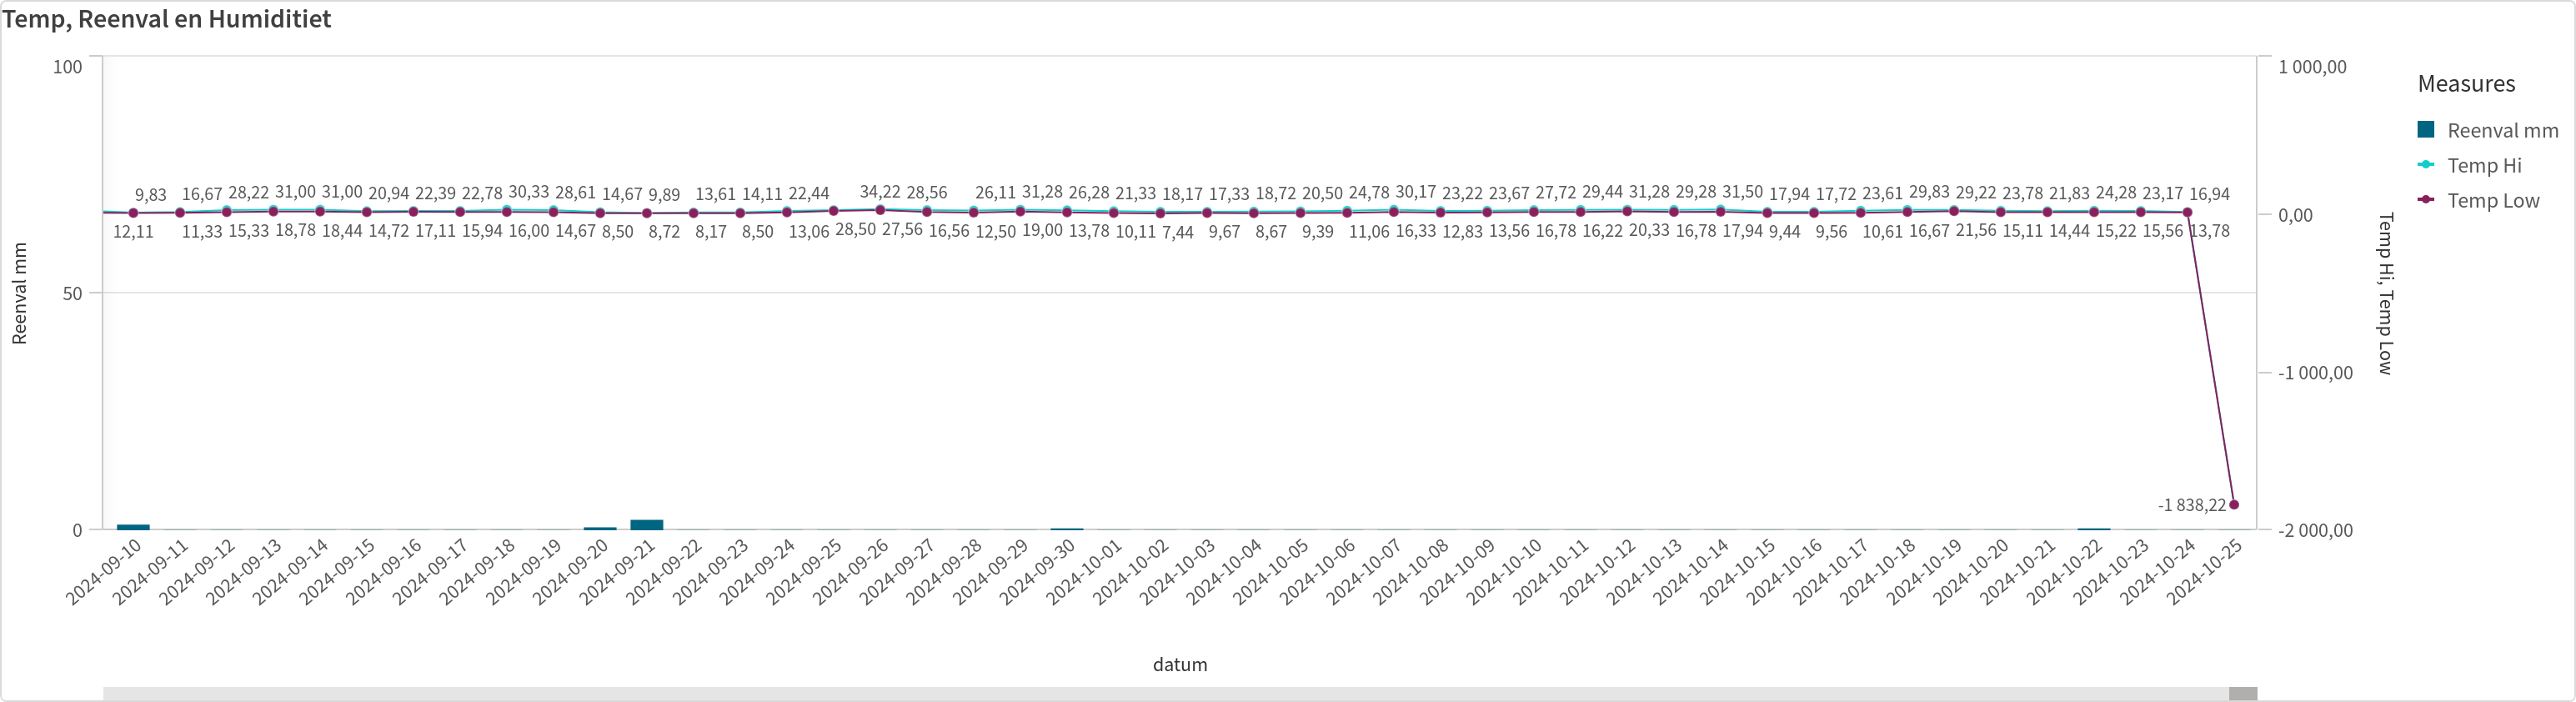 Temp, Reenval en Humiditiet
100
50
0
Reenval mm
9,83 16,67 28,22 31,00 31,00 20,94 22,39 22,78 30,33 28,61 14,67 9,89 13,61 14,11 22,44 34,22 28,56 26,11 31,28 26,28 21,33 18,17 17,33 18,72 20,50 24,78 30,17 23,22 23,67 27,72 29,44 31,28 29,28 31,50 17,94 17,72 23,61 29,83 29,22 23,78 21,83 24,28 23,17 16,94
12,11 11,33 15,33 18,78 18,44 14,72 17,11 15,94 16,00 14,67 8,50 8,72 8,17 8,50 13,06 28,50 27,56 16,56 12,50 19,00 13,78 10,11 7,44 9,67 8,67 9,39 11,06 16,33 12,83 13,56 16,78 16,22 20,33 16,78 17,94 9,44 9,56 10,61 16,67 21,56 15,11 14,44 15,22 15,56 13,78
-1 838,22
1 000,00
0,00
-1 000,00
-2 000,00
Temp Hi, Temp Low
2024-09-10 2024-09-11 2024-09-12 2024-09-13 2024-09-14 2024-09-15 2024-09-16 2024-09-17 2024-09-18 2024-09-19 2024-09-20 2024-09-21 2024-09-22 2024-09-23 2024-09-24 2024-09-25 2024-09-26 2024-09-27 2024-09-28 2024-09-29 2024-09-30 2024-10-01 2024-10-02 2024-10-03 2024-10-04 2024-10-05 2024-10-06 2024-10-07 2024-10-08 2024-10-09 2024-10-10 2024-10-11 2024-10-12 2024-10-13 2024-10-14 2024-10-15 2024-10-16 2024-10-17 2024-10-18 2024-10-19 2024-10-20 2024-10-21 2024-10-22 2024-10-23 2024-10-24 2024-10-25
datum
Measures
Reenval mm
Temp Hi
Temp Low